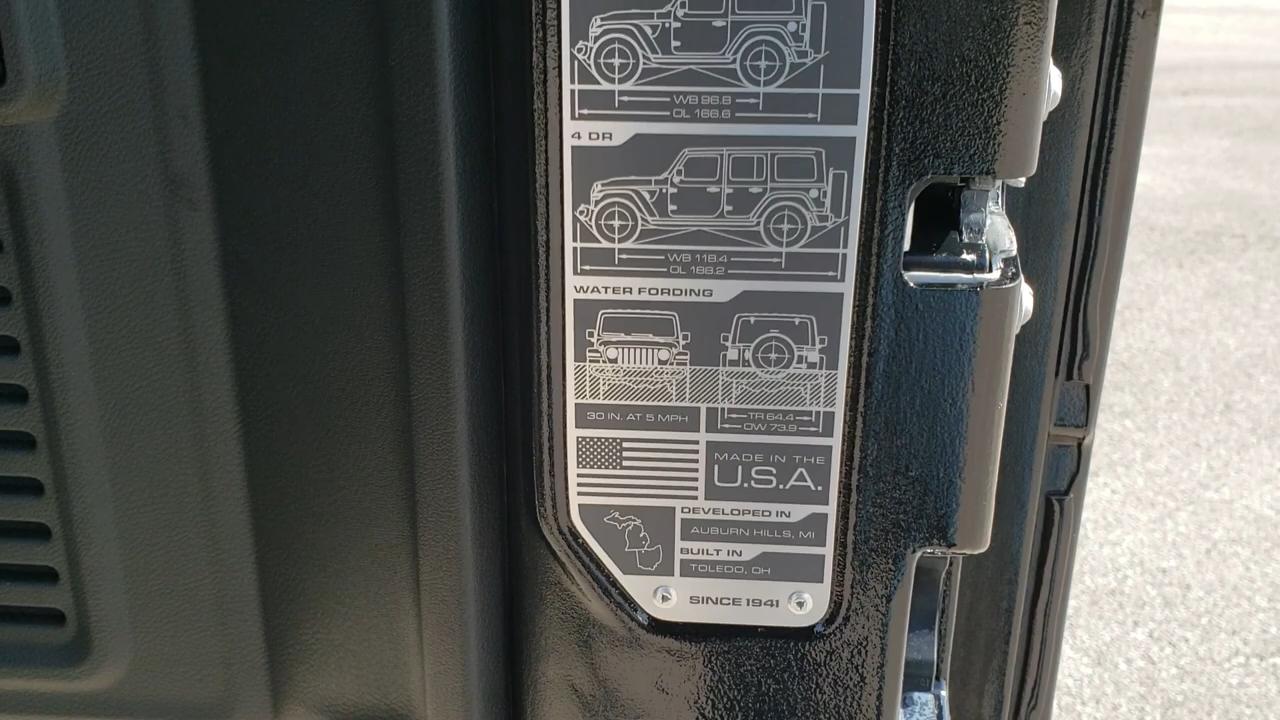 WB 96.8
OL 166.6
4 DR
WB 118.4
OL 188.2
WATER FORDING
30 IN. AT 5 MPH
TR 64.4
OW 73.9
MADE IN THE
U.S.A.
DEVELOPED IN
AUBURN HILLS, MI
BUILT IN
TOLEDO, OH
SINCE 1941